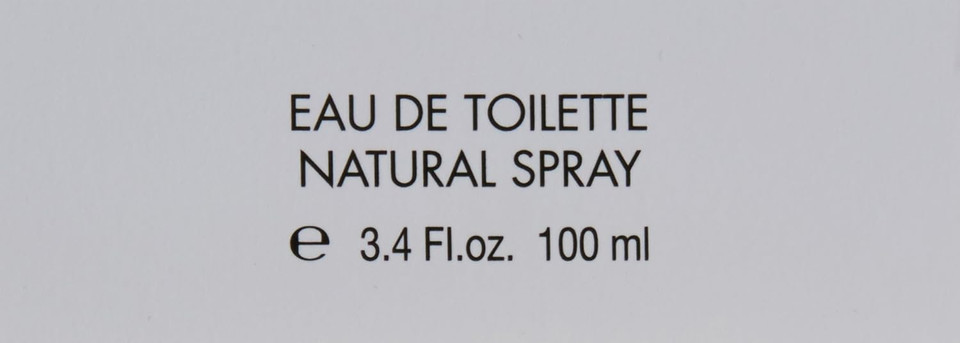 EAU DE TOILETTE
NATURAL SPRAY
℮ 3.4 Fl.oz. 100 ml